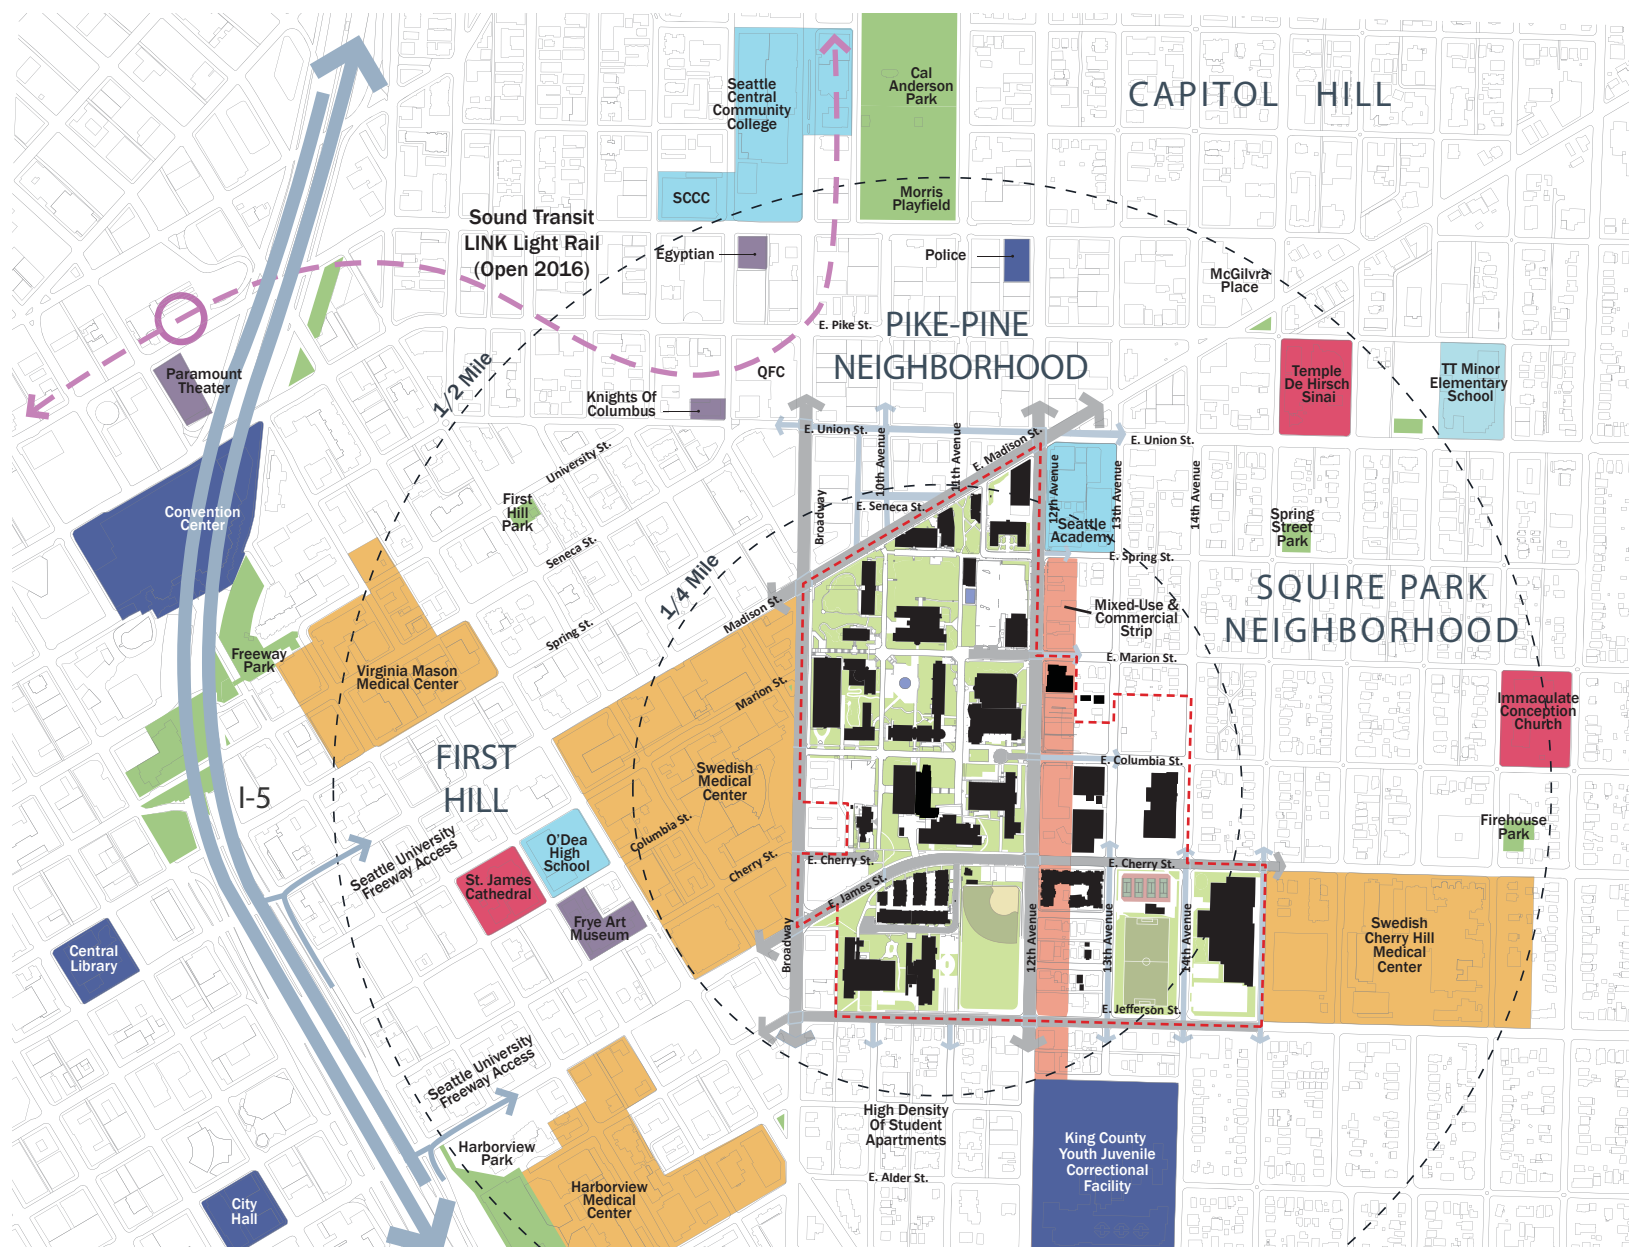 CAPITOL HILL
Seattle
Central
Community
College
Cal
Anderson
Park
SCCC
Morris
Playfield
Sound Transit
LINK Light Rail
(Open 2016)
Egyptian
Police
McGilvra
Place
E. Pike St.
PIKE-PINE
NEIGHBORHOOD
Paramount
Theater
1/2 Mile
QFC
Knights Of
Columbus
Temple
De Hirsch
Sinai
TT Minor
Elementary
School
E. Union St.
E. Union St.
10th Avenue
11th Avenue
E. Madison St.
12th Avenue
13th Avenue
14th Avenue
University St.
Convention
Center
First
Hill
Park
Broadway
E. Seneca St.
Seattle
Academy
Spring
Street
Park
Seneca St.
E. Spring St.
1/4 Mile
SQUIRE PARK
NEIGHBORHOOD
Madison St.
Mixed-Use &
Commercial
Strip
Spring St.
Freeway
Park
Virginia Mason
Medical Center
E. Marion St.
Marion St.
Immaculate
Conception
Church
FIRST
HILL
I-5
Swedish
Medical
Center
E. Columbia St.
Columbia St.
Firehouse
Park
Seattle University
Freeway Access
O'Dea
High
School
Cherry St.
E. Cherry St.
E. Cherry St.
St. James
Cathedral
E. James St.
Frye Art
Museum
Central
Library
Broadway
12th Avenue
13th Avenue
14th Avenue
Swedish
Cherry Hill
Medical
Center
E. Jefferson St.
Seattle University
Freeway Access
High Density
Of Student
Apartments
Harborview
Park
King County
Youth Juvenile
Correctional
Facility
E. Alder St.
City
Hall
Harborview
Medical
Center